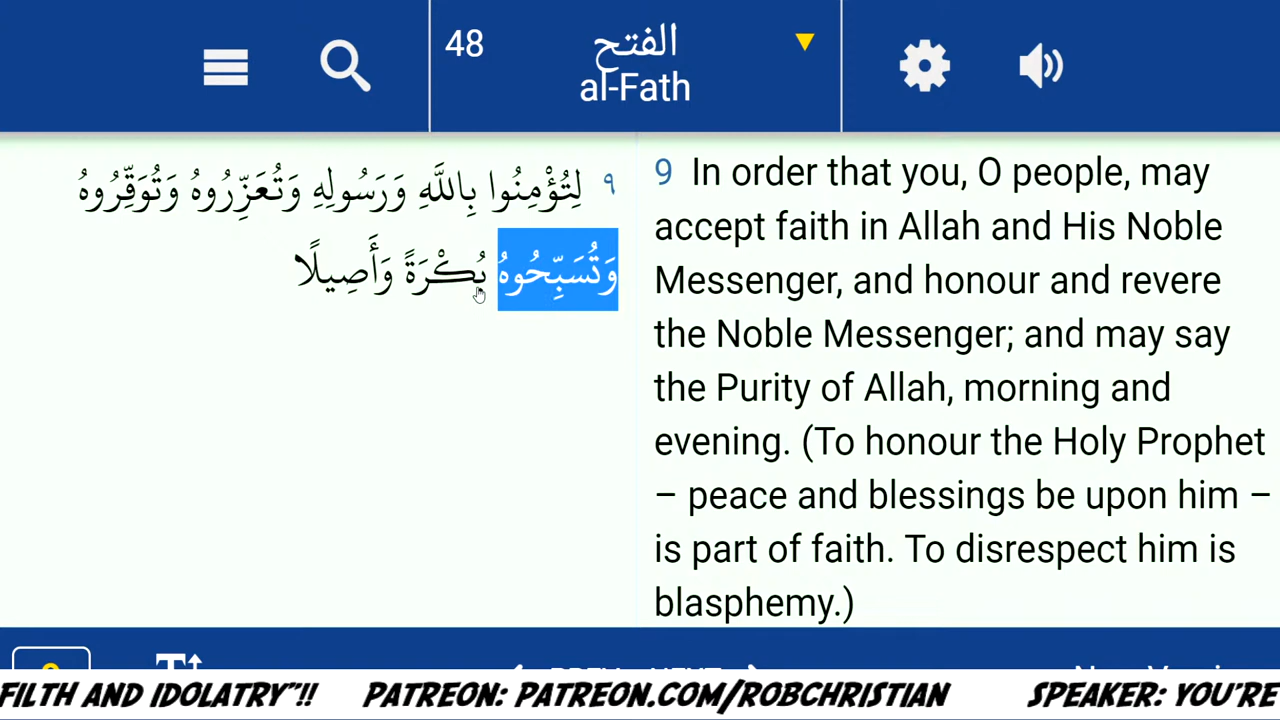 48
الفتح
al-Fath
٩ لِتُؤْمِنُوا بِاللَّهِ وَرَسُولِهِ وَتُعَزِّرُوهُ وَتُوَقِّرُوهُ
وَتُسَبِّحُوهُ بُكْرَةً وَأَصِيلًا
9 In order that you, O people, may
accept faith in Allah and His Noble
Messenger, and honour and revere
the Noble Messenger; and may say
the Purity of Allah, morning and
evening. (To honour the Holy Prophet
– peace and blessings be upon him –
is part of faith. To disrespect him is
blasphemy.)
FILTH AND IDOLATRY"!! PATREON: PATREON.COM/ROBCHRISTIAN SPEAKER: YOU'RE